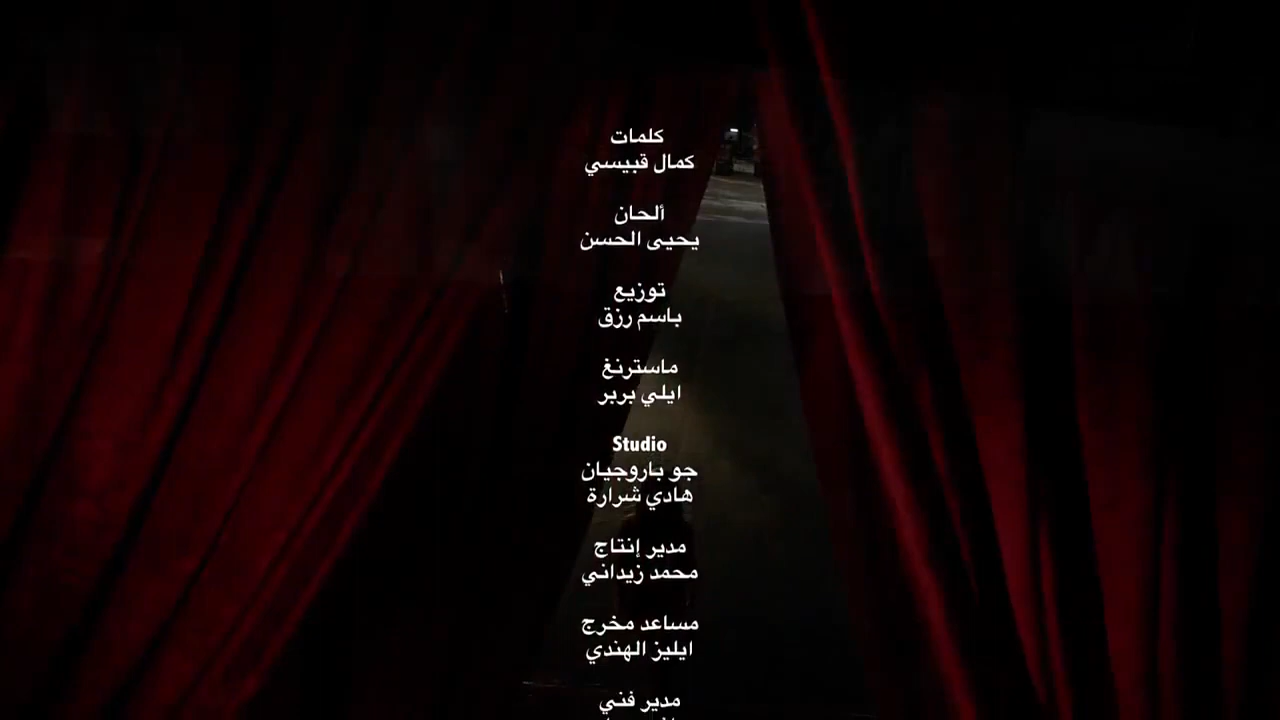 كلمات
كمال قبيسي
ألحان
يحيى الحسن
توزيع
باسم رزق
ماسترنغ
ايلي بربر
Studio
جو باروجيان
هادي شرارة
مدير إنتاج
محمد زيداني
مساعد مخرج
ايليز الهندي
مدير فني